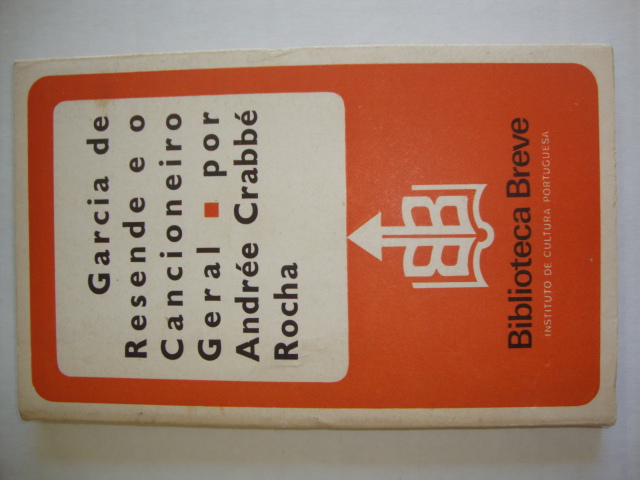 Garcia de
Resende e o
Cancioneiro
Geral ▪ por
Andrée Crabbé
Rocha
Biblioteca Breve
INSTITUTO DE CULTURA PORTUGUESA